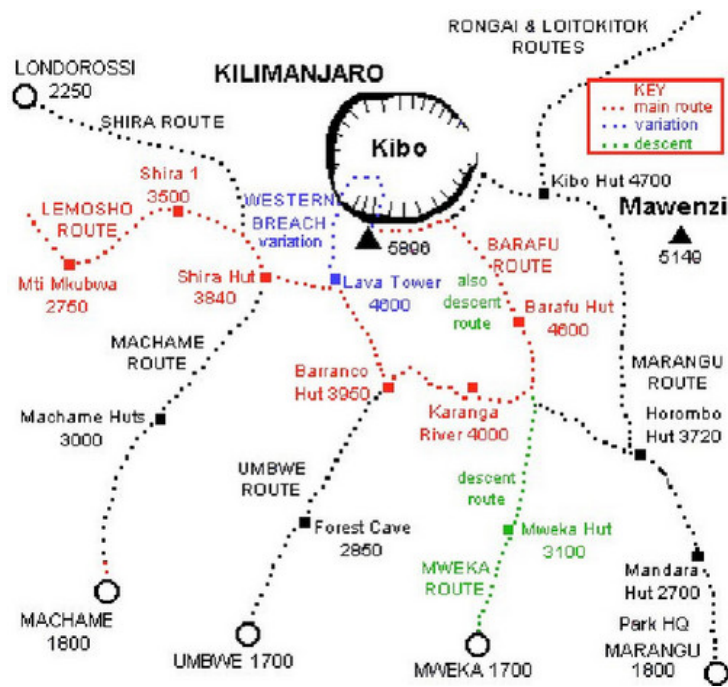 RONGAI & LOITOKITOK
ROUTES
LONDOROSSI
2250
KILIMANJARO
KEY
main route
variation
descent
SHIRA ROUTE
Kibo
Shira 1
3500
WESTERN
BREACH
variation
Kibo Hut 4700
LEMOSHO
ROUTE
Mawenzi
5896
5149
BARAFU
ROUTE
Mti Mkubwa
2750
Shira Hut
3840
Lava Tower
4600
also
descent
route
Barafu Hut
4600
MACHAME
ROUTE
Barranco
Hut 3950
MARANGU
ROUTE
Machame Huts
3000
Karanga
River 4000
Horombo
Hut 3720
UMBWE
ROUTE
descent
route
Forest Cave
2850
Mweka Hut
3100
MWEKA
ROUTE
Mandara
Hut 2700
MACHAME
1800
Park HQ
UMBWE 1700
MWEKA 1700
MARANGU
1800